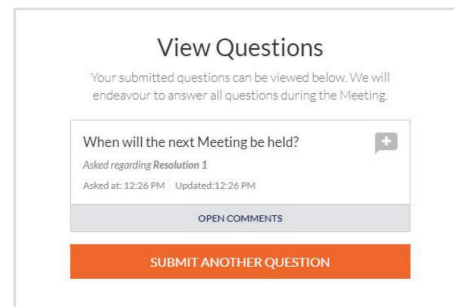 View Questions
Your submitted questions can be viewed below. We will
endeavour to answer all questions during the Meeting.
When will the next Meeting be held?
Asked regarding Resolution 1
Asked at: 12:26 PM Updated:12:26 PM
OPEN COMMENTS
SUBMIT ANOTHER QUESTION